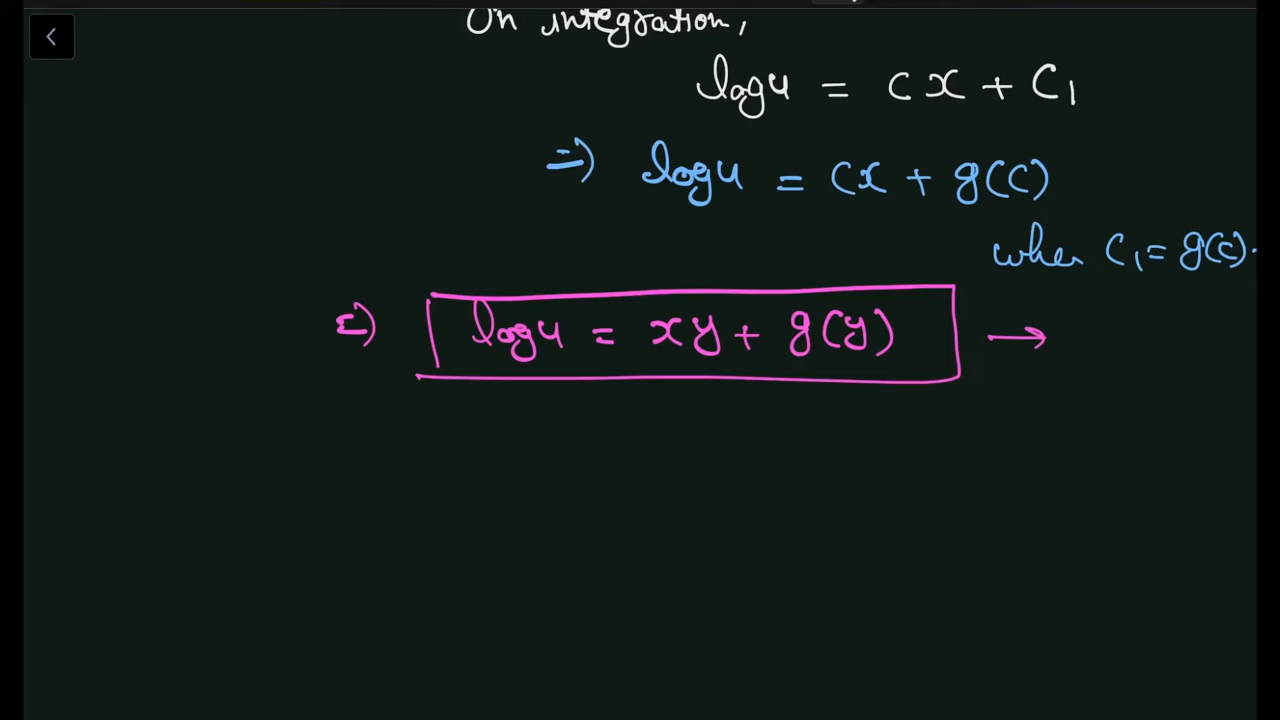 On integration,
log u = cx + C₁
=> log u = cx + g(c)
when C₁ = g(c).
=> log u = xy + g(y) →